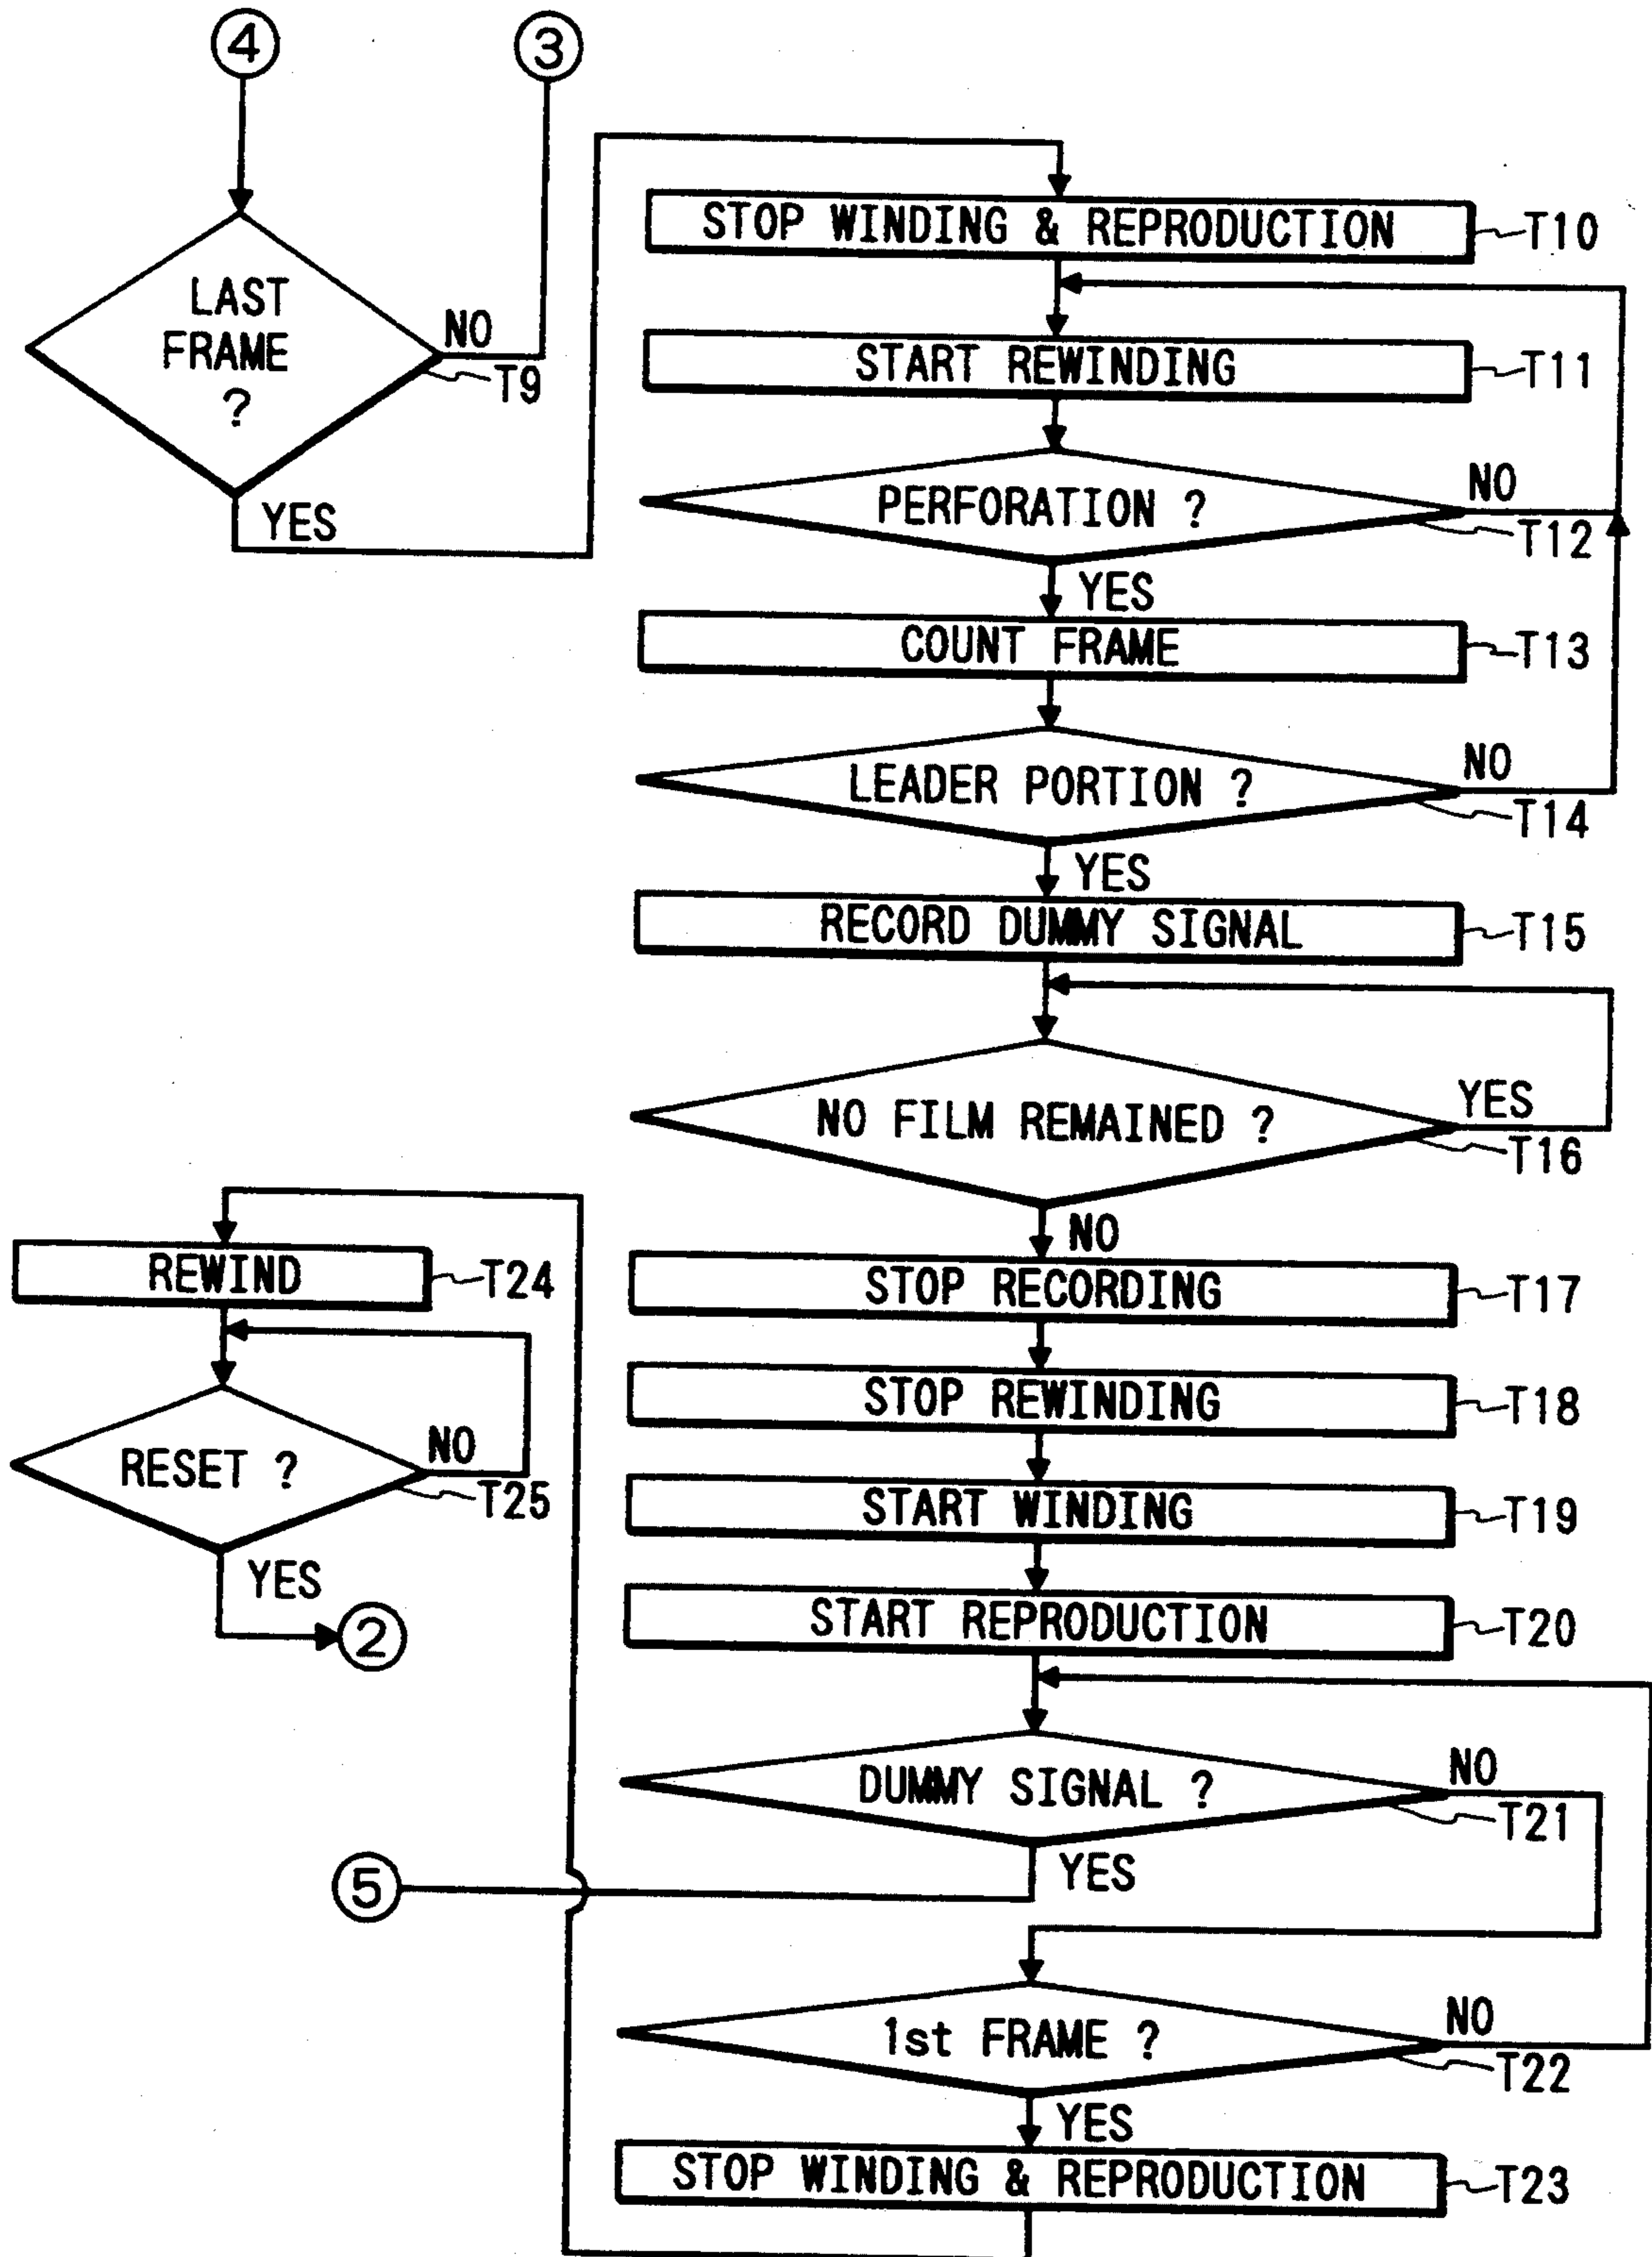 ④
③
LAST
FRAME
?
NO
T9
YES
STOP WINDING & REPRODUCTION
T10
START REWINDING
T11
PERFORATION ?
NO
T12
YES
COUNT FRAME
T13
LEADER PORTION ?
NO
T14
YES
RECORD DUMMY SIGNAL
T15
NO FILM REMAINED ?
YES
T16
NO
STOP RECORDING
T17
STOP REWINDING
T18
START WINDING
T19
START REPRODUCTION
T20
DUMMY SIGNAL ?
NO
T21
YES
⑤
1st FRAME ?
NO
T22
YES
STOP WINDING & REPRODUCTION
T23
REWIND
T24
RESET ?
NO
T25
YES
②